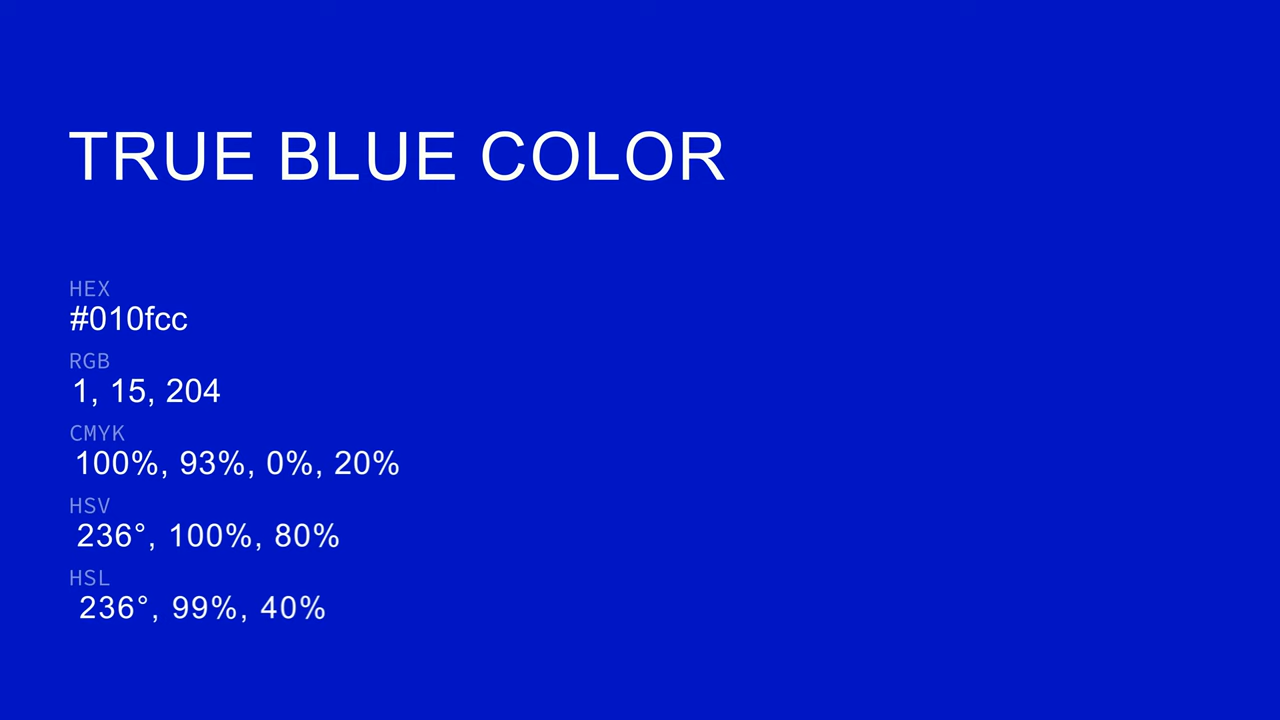 TRUE BLUE COLOR
HEX
#010fcc
RGB
1, 15, 204
CMYK
100%, 93%, 0%, 20%
HSV
236°, 100%, 80%
HSL
236°, 99%, 40%